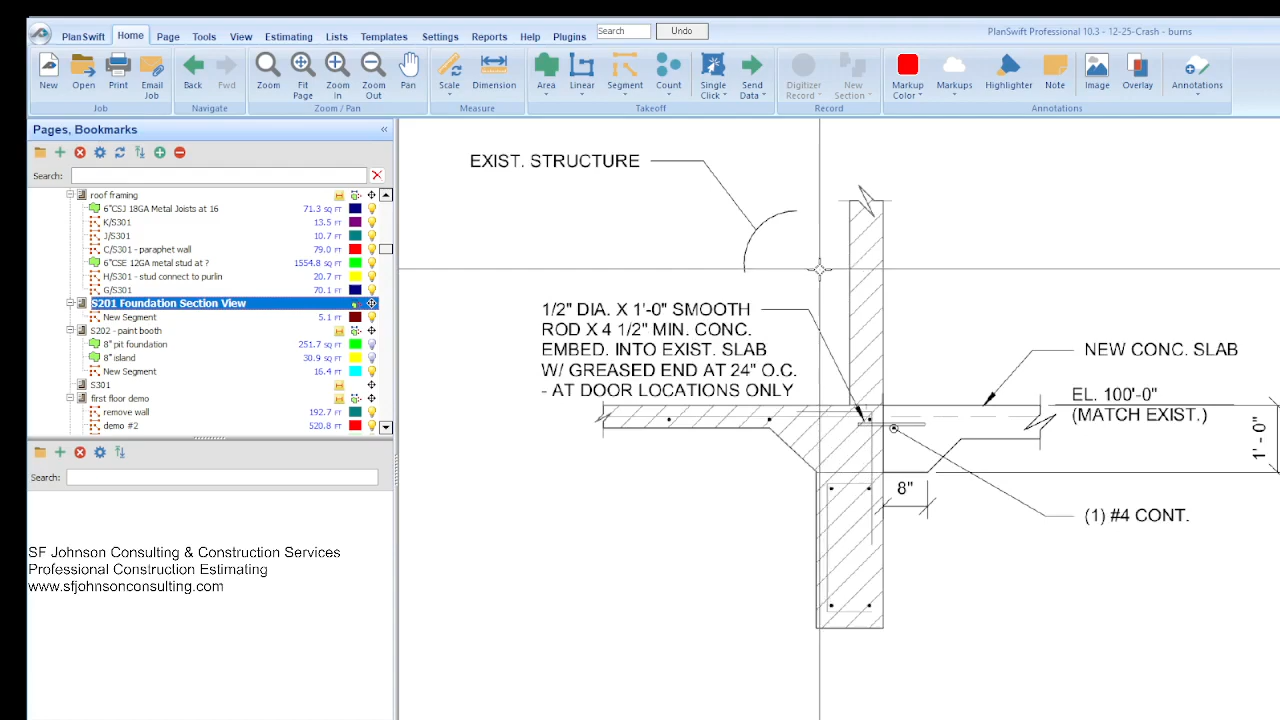 PlanSwift Home Page Tools View Estimating Lists Templates Settings Reports Help Plugins Search Undo PlanSwift Professional 10.3 - 12-25-Crash - burns
New Open Print Email Job Back Fwd Zoom Fit Page Zoom In Zoom Out Pan Scale Dimension Area Linear Segment Count Single Click Send Data Digitizer Record New Section Markup Color Markups Highlighter Note Image Overlay Annotations
Job Navigate Zoom / Pan Measure Takeoff Record Annotations
Pages, Bookmarks
Search:
roof framing
6"CSJ 18GA Metal Joists at 16 71.3 SQ FT
K/S301 13.5 FT
J/S301 10.7 FT
C/S301 - paraphet wall 79.0 FT
6"CSE 12GA metal stud at ? 1554.8 SQ FT
H/S301 - stud connect to purlin 20.7 FT
G/S301 70.1 FT
S201 Foundation Section View
New Segment 5.1 FT
S202 - paint booth
8" pit foundation 251.7 SQ FT
8" island 30.9 SQ FT
New Segment 16.4 FT
S301
first floor demo
remove wall 192.7 FT
demo #2 520.8 FT
Search:
SF Johnson Consulting & Construction Services
Professional Construction Estimating
www.sfjohnsonconsulting.com
EXIST. STRUCTURE
1/2" DIA. X 1'-0" SMOOTH
ROD X 4 1/2" MIN. CONC.
EMBED. INTO EXIST. SLAB
W/ GREASED END AT 24" O.C.
- AT DOOR LOCATIONS ONLY
NEW CONC. SLAB
EL. 100'-0"
(MATCH EXIST.)
1' - 0"
8"
(1) #4 CONT.